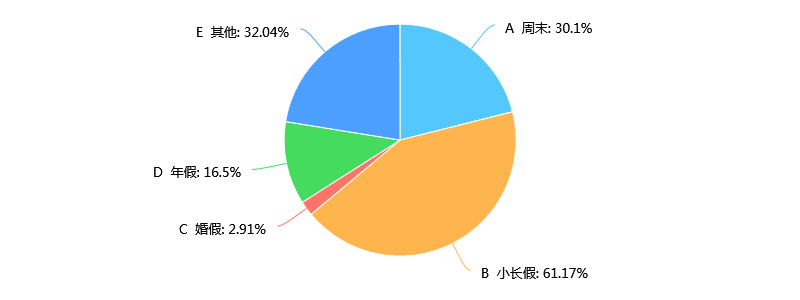 A 周末: 30.1%
E 其他: 32.04%
D 年假: 16.5%
C 婚假: 2.91%
B 小长假: 61.17%